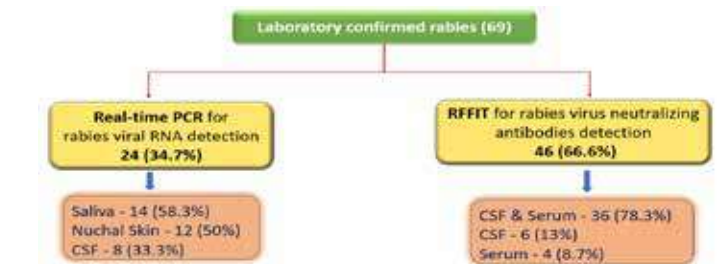 Laboratory confirmed rabies (69)
Real-time PCR for
rabies viral RNA detection
24 (34.7%)
RFFIT for rabies virus neutralizing
antibodies detection
46 (66.6%)
Saliva - 14 (58.3%)
Nuchal Skin - 12 (50%)
CSF - 8 (33.3%)
CSF & Serum - 36 (78.3%)
CSF - 6 (13%)
Serum - 4 (8.7%)